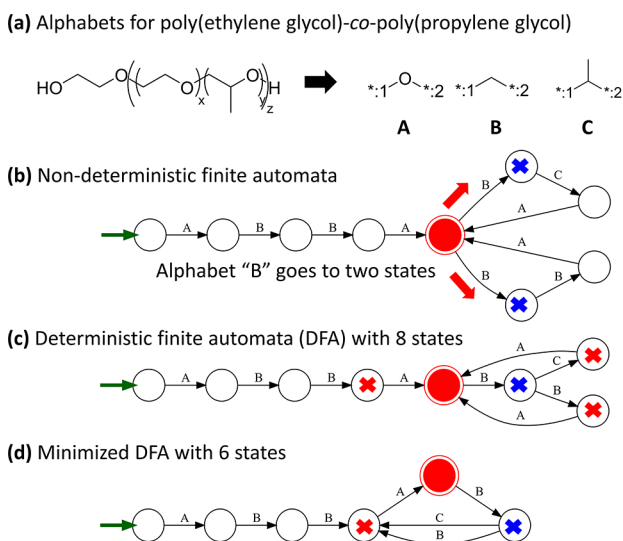 (a) Alphabets for poly(ethylene glycol)-co-poly(propylene glycol)
HO O O O H
x y z
*:1 O *:2 *:1 *:2 *:1 *:2
A B C
(b) Non-deterministic finite automata
B C
A B B A A
A
Alphabet “B” goes to two states
B B
(c) Deterministic finite automata (DFA) with 8 states
A
A B B A B C
B
A
(d) Minimized DFA with 6 states
A B
A B B C
B